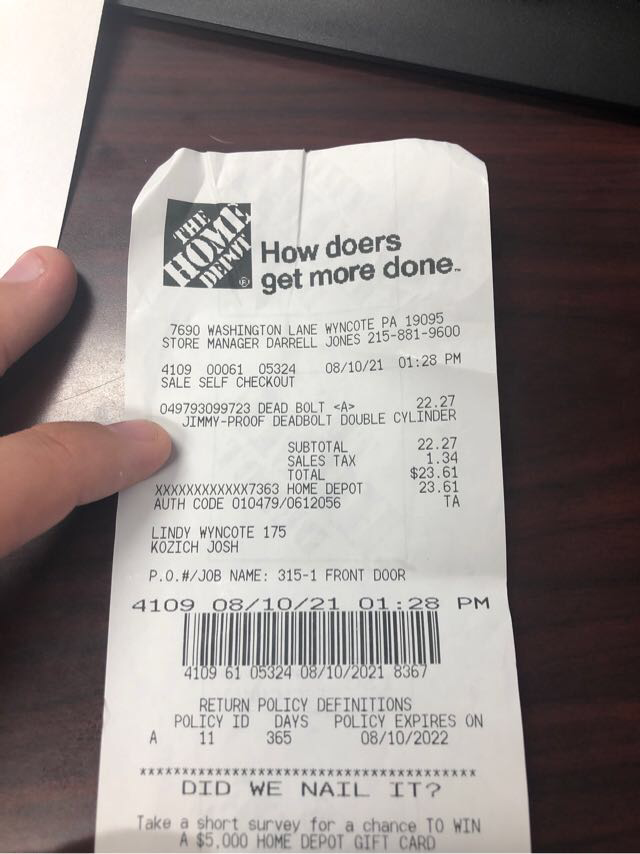 THE
HOME
DEPOT
®
How doers
get more done™
7690 WASHINGTON LANE WYNCOTE PA 19095
STORE MANAGER DARRELL JONES 215-881-9600
4109 00061 05324 08/10/21 01:28 PM
SALE SELF CHECKOUT
049793099723 DEAD BOLT <A> 22.27
JIMMY-PROOF DEADBOLT DOUBLE CYLINDER
SUBTOTAL 22.27
SALES TAX 1.34
TOTAL $23.61
XXXXXXXXXXXX7363 HOME DEPOT 23.61
AUTH CODE 010479/0612056 TA
LINDY WYNCOTE 175
KOZICH JOSH
P.O.#/JOB NAME: 315-1 FRONT DOOR
4109 08/10/21 01:28 PM
4109 61 05324 08/10/2021 8367
RETURN POLICY DEFINITIONS
POLICY ID DAYS POLICY EXPIRES ON
A 11 365 08/10/2022
****************************************
DID WE NAIL IT?
Take a short survey for a chance TO WIN
A $5,000 HOME DEPOT GIFT CARD